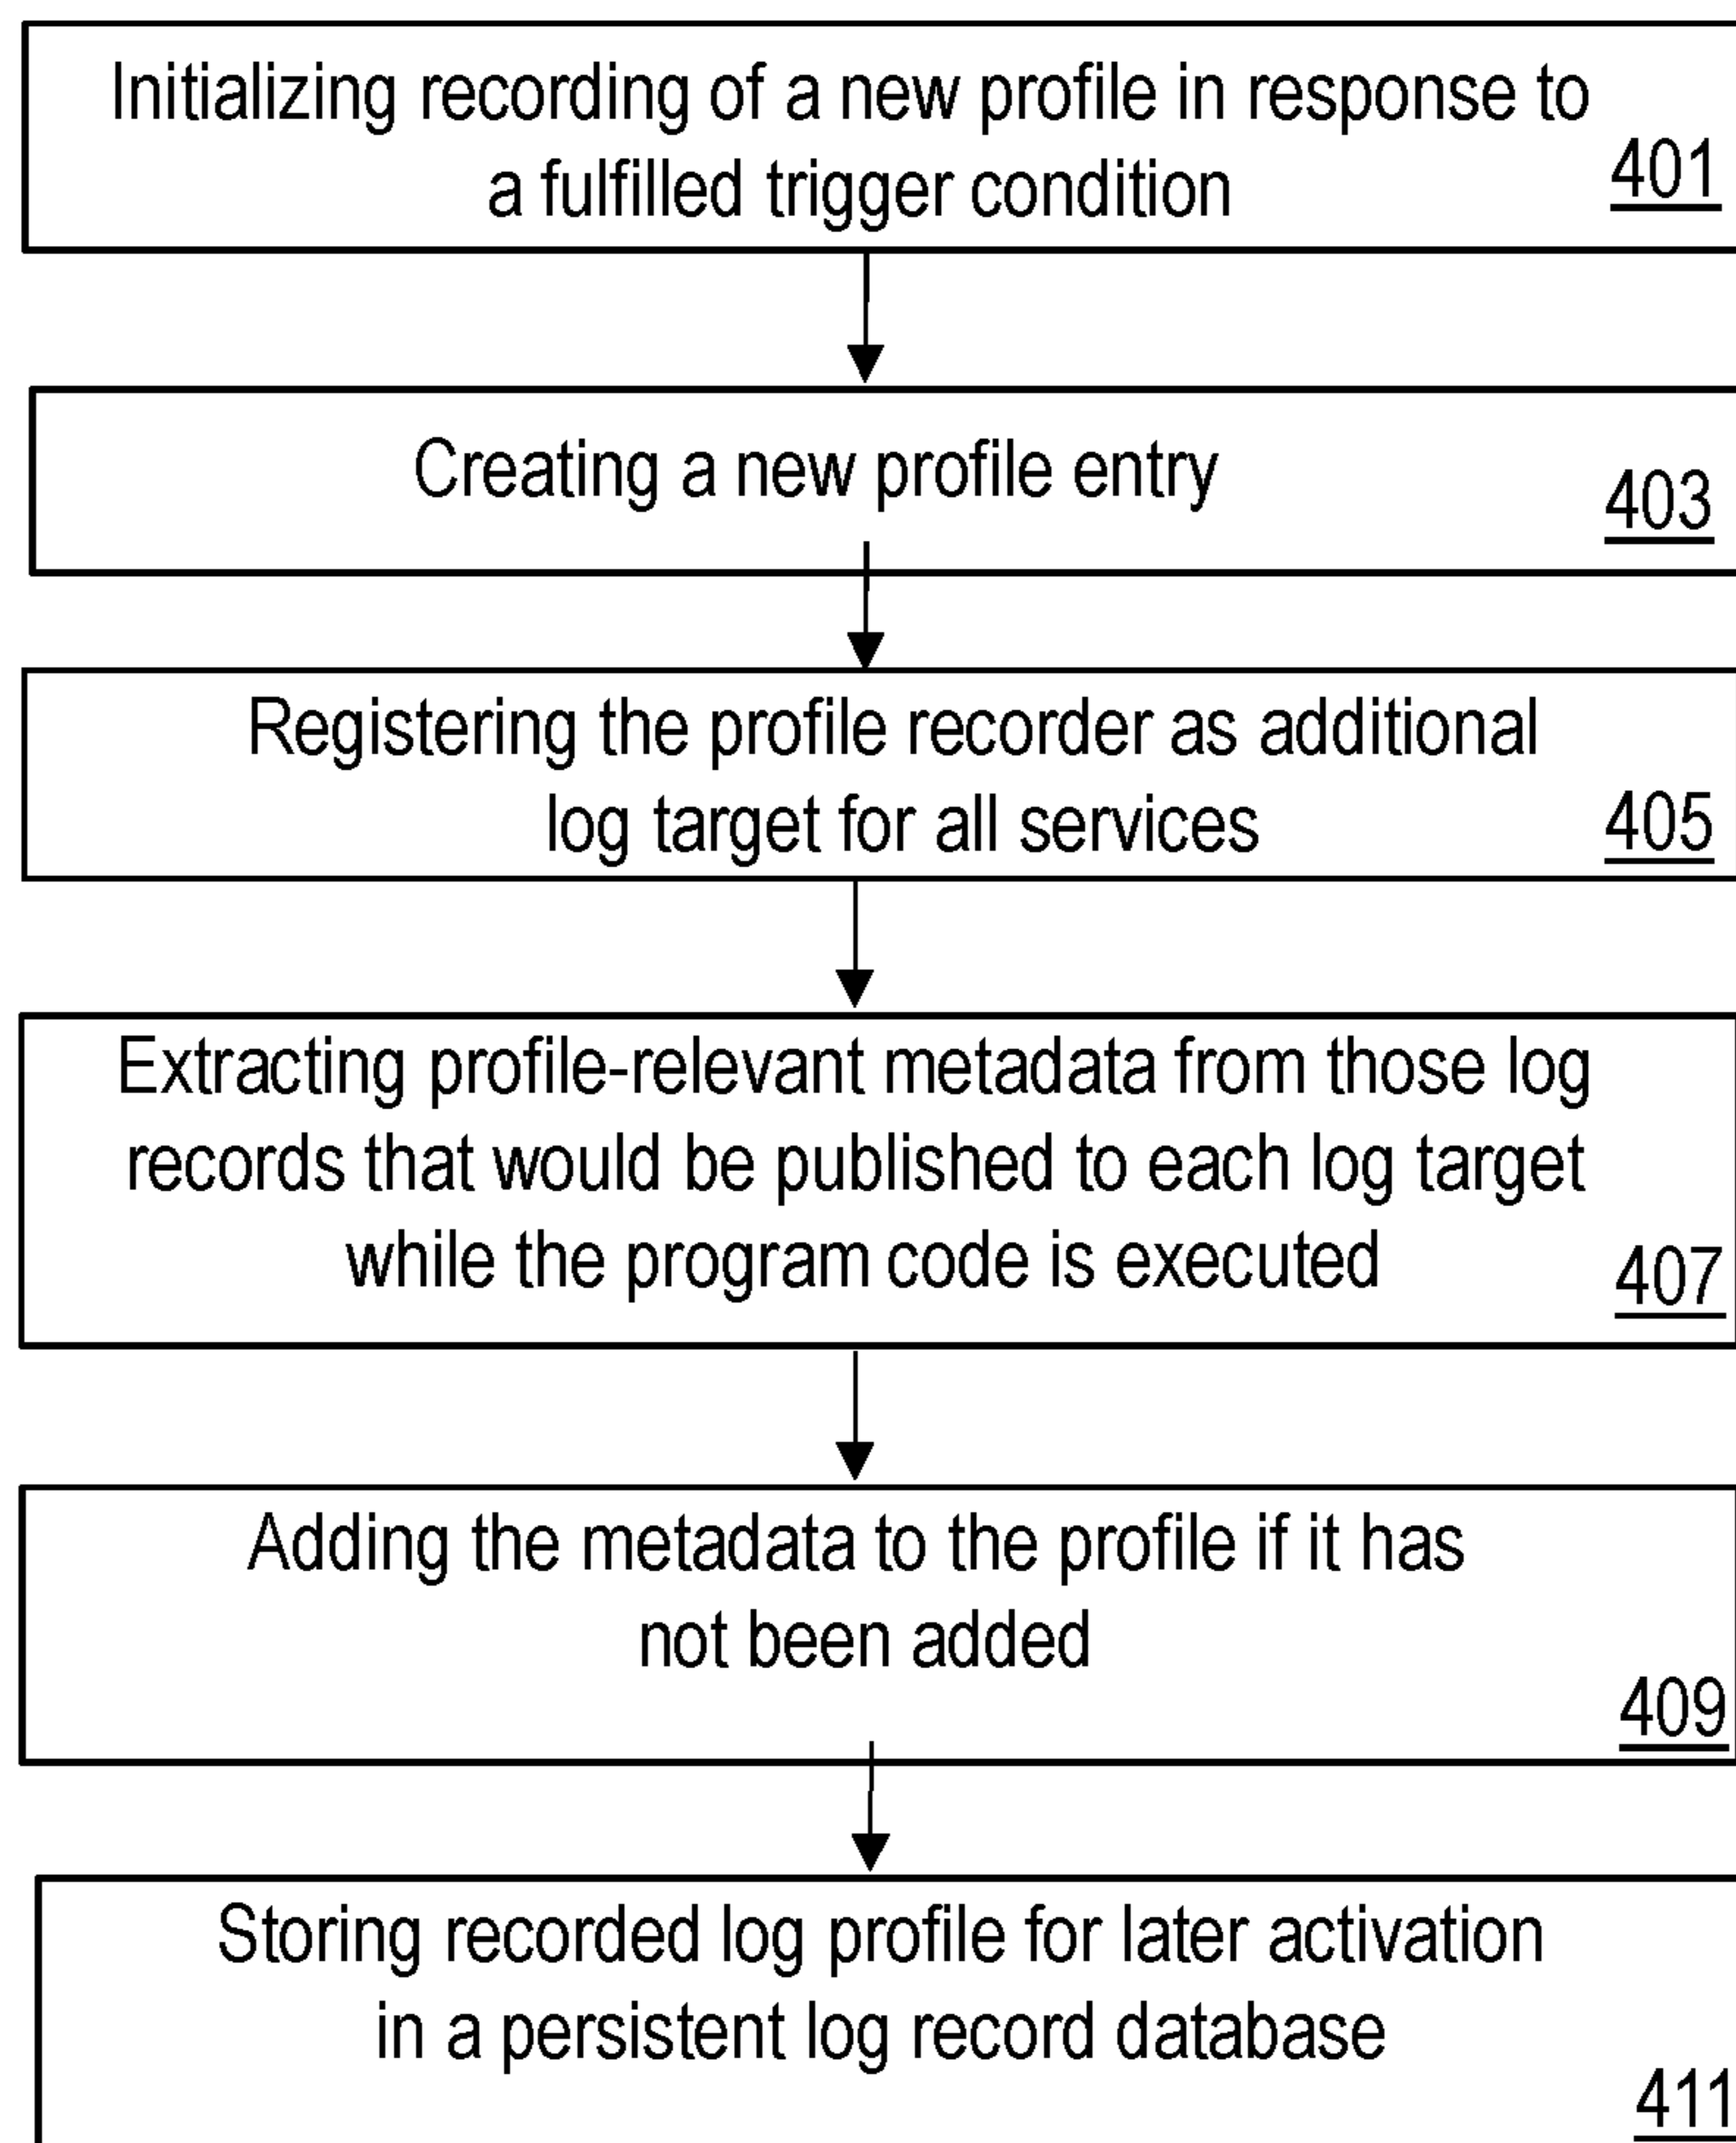 Initializing recording of a new profile in response to
a fulfilled trigger condition
401
Creating a new profile entry
403
Registering the profile recorder as additional
log target for all services
405
Extracting profile-relevant metadata from those log
records that would be published to each log target
while the program code is executed
407
Adding the metadata to the profile if it has
not been added
409
Storing recorded log profile for later activation
in a persistent log record database
411